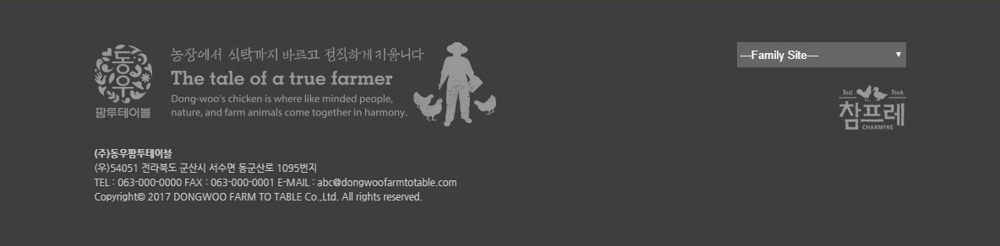 동우
팜투테이블
농장에서 식탁까지 바르고 정직하게 키웁니다
The tale of a true farmer
Dong-woo's chicken is where like minded people,
nature, and farm animals come together in harmony.
---Family Site---
Real Fresh
참프레
CHARMFRE
(주)동우팜투테이블
(우)54051 전라북도 군산시 서수면 동군산로 1095번지
TEL : 063-000-0000 FAX : 063-000-0001 E-MAIL : abc@dongwoofarmtotable.com
Copyright© 2017 DONGWOO FARM TO TABLE Co.,Ltd. All rights reserved.